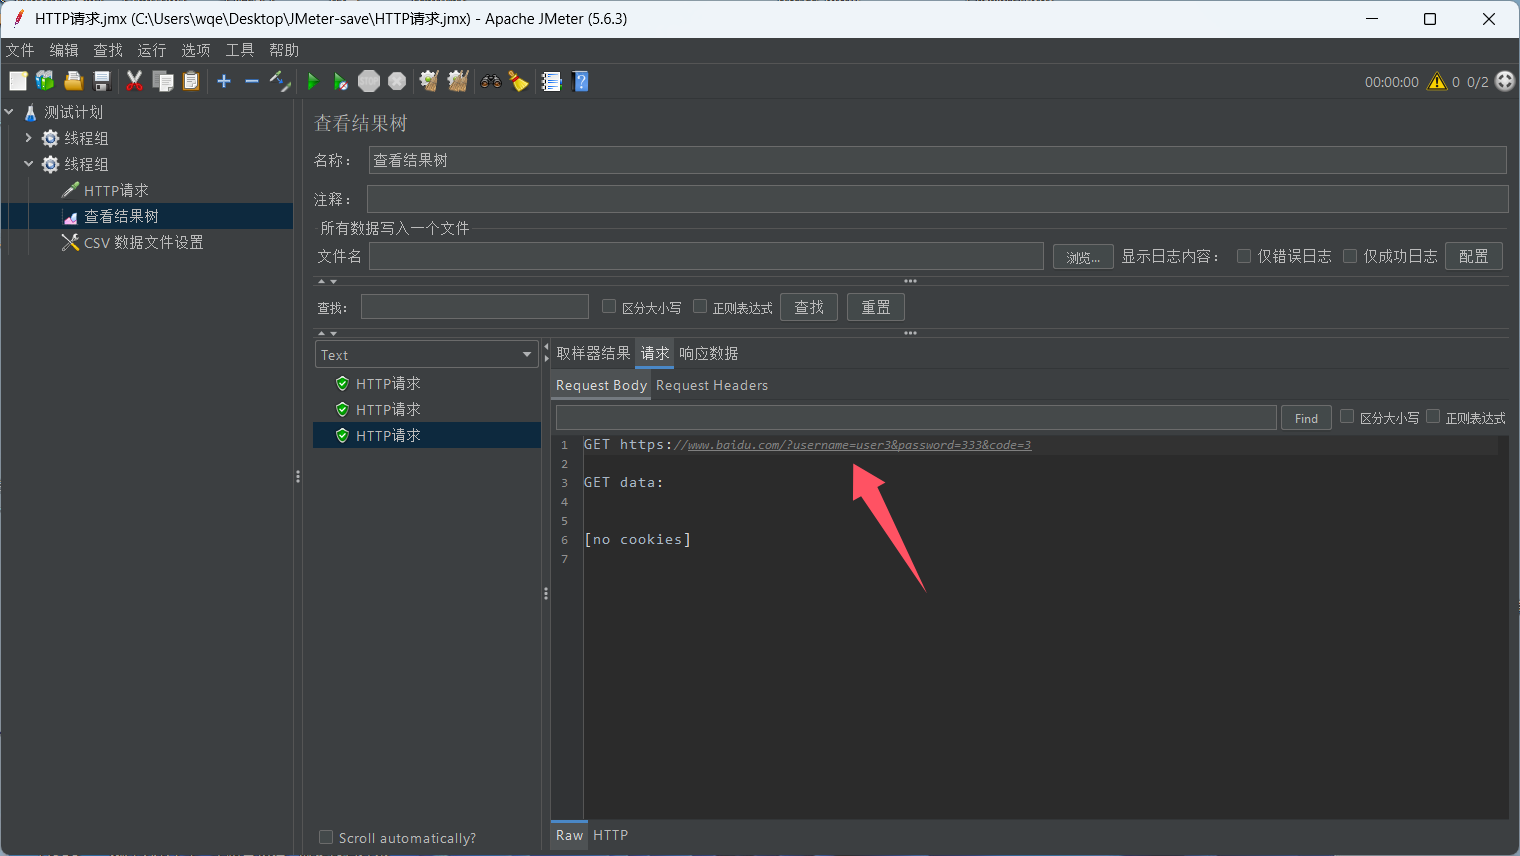 HTTP请求.jmx (C:\Users\wqe\Desktop\JMeter-save\HTTP请求.jmx) - Apache JMeter (5.6.3)
文件 编辑 查找 运行 选项 工具 帮助
00:00:00 0 0/2
测试计划
线程组
线程组
HTTP请求
查看结果树
CSV 数据文件设置
查看结果树
名称： 查看结果树
注释：
所有数据写入一个文件
文件名 浏览... 显示日志内容： 仅错误日志 仅成功日志 配置
查找: 区分大小写 正则表达式 查找 重置
Text
HTTP请求
HTTP请求
HTTP请求
Scroll automatically?
取样器结果 请求 响应数据
Request Body Request Headers
Find 区分大小写 正则表达式
1 GET https://www.baidu.com/?username=user3&password=333&code=3
2
3 GET data:
4
5
6 [no cookies]
7
Raw HTTP